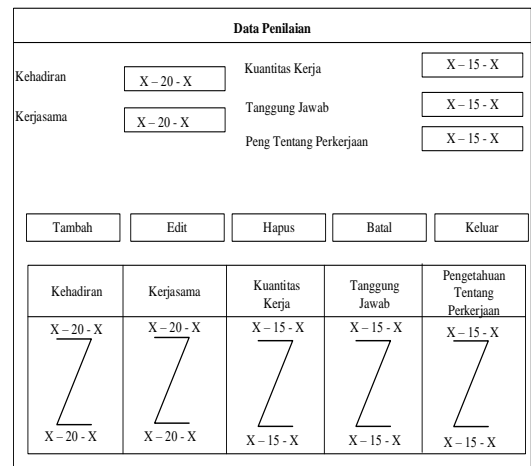 Data Penilaian
Kehadiran
X – 20 - X
Kerjasama
X – 20 - X
Kuantitas Kerja
X – 15 - X
Tanggung Jawab
X – 15 - X
Peng Tentang Perkerjaan
X – 15 - X
Tambah
Edit
Hapus
Batal
Keluar
Kehadiran
Kerjasama
Kuantitas
Kerja
Tanggung
Jawab
Pengetahuan
Tentang
Perkerjaan
X – 20 - X
X – 20 - X
X – 15 - X
X – 15 - X
X – 15 - X
X – 20 - X
X – 20 - X
X – 15 - X
X – 15 - X
X – 15 - X